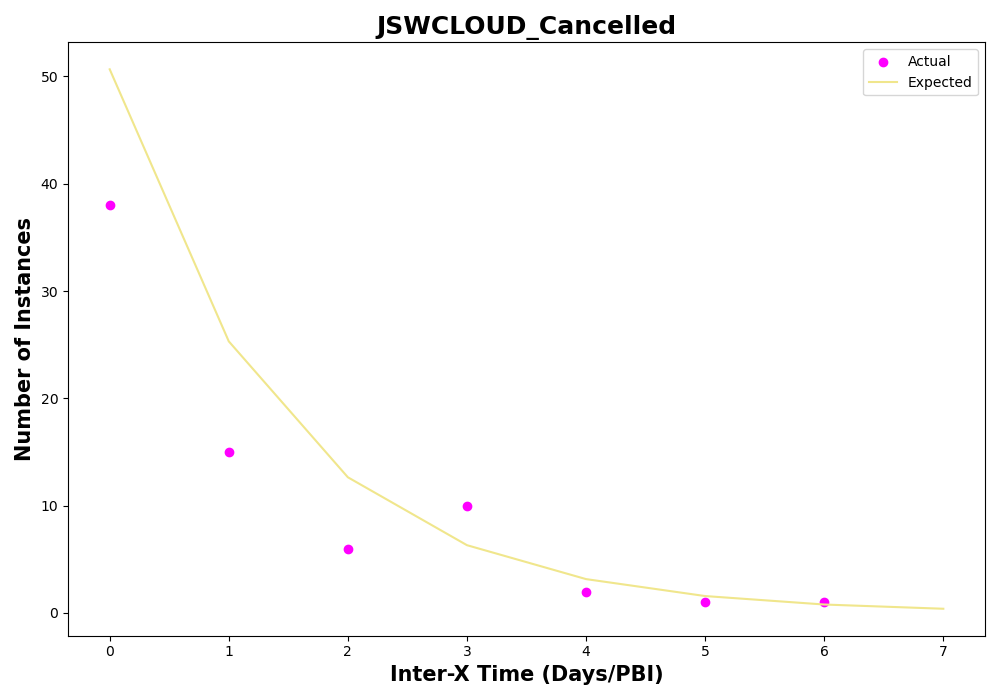 JSWCLOUD_Cancelled
Actual
Expected
Number of Instances
50
40
30
20
10
0
0 1 2 3 4 5 6 7
Inter-X Time (Days/PBI)